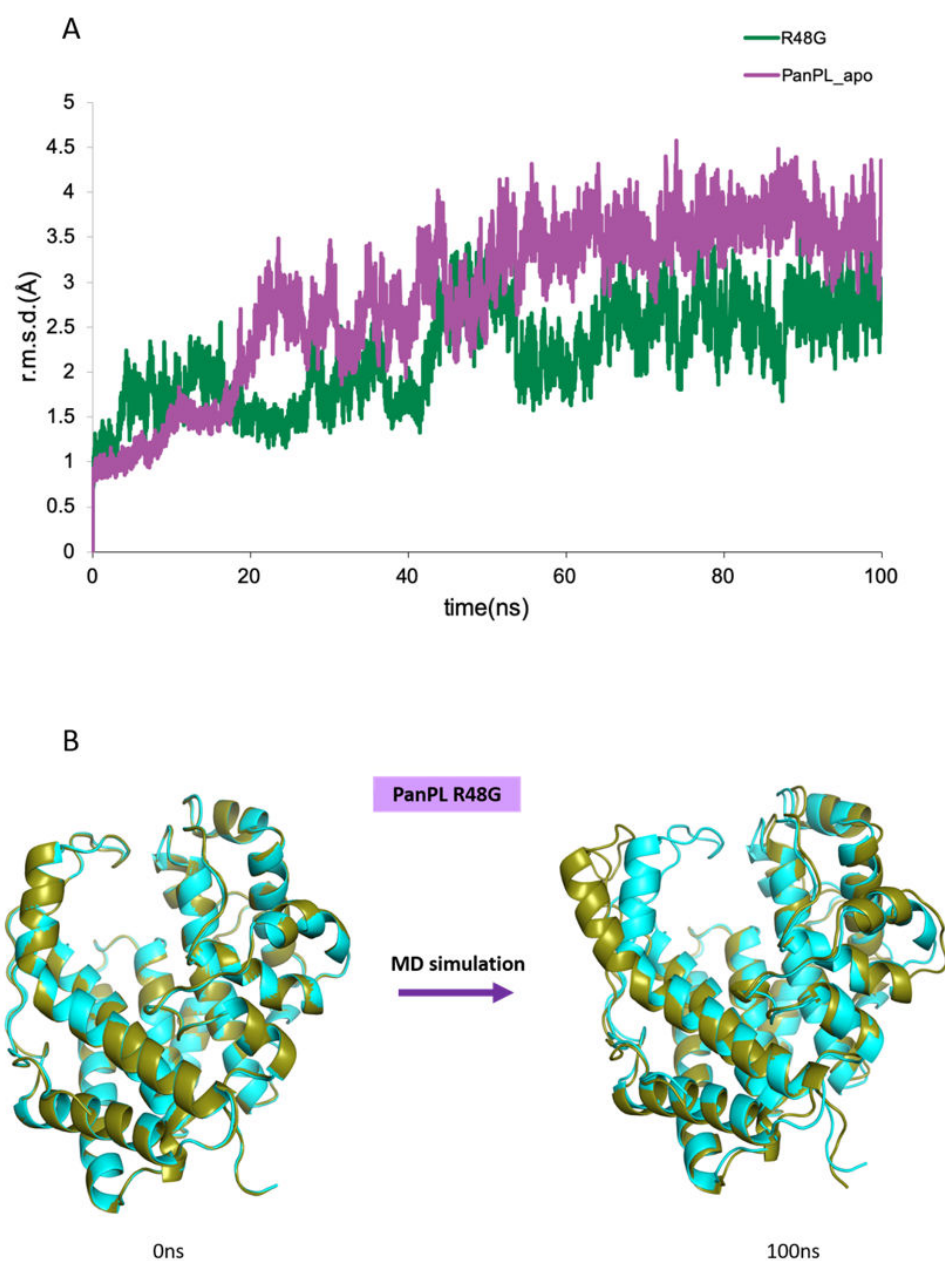 A
R48G
PanPL_apo
5
4.5
4
3.5
3
2.5
2
1.5
1
0.5
0
r.m.s.d.(Å)
0 20 40 60 80 100
time(ns)
B
PanPL R48G
MD simulation
0ns 100ns